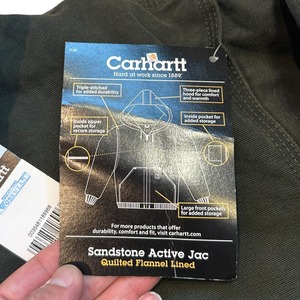 Carhartt
Hard at work since 1889.
Triple-stitched
for added durability
Three-piece lined
hood for comfort
and warmth
Inside zipper
pocket for
secure storage
Inside pocket for
added storage
Large front pockets
for added storage
For more products that offer
durability, comfort and fit, visit carhartt.com.
Sandstone Active Jac
Quilted Flannel Lined
Carhartt